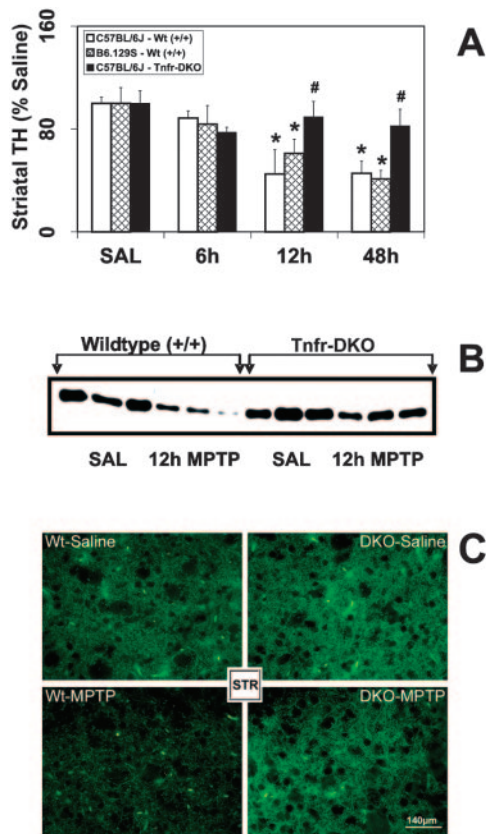 A
160
80
0
Striatal TH (% Saline)
C57BL/6J - Wt (+/+)
B6.129S - Wt (+/+)
C57BL/6J - Tnfr-DKO
* * #
* * #
SAL 6h 12h 48h
B
Wildtype (+/+) Tnfr-DKO
SAL 12h MPTP SAL 12h MPTP
C
Wt-Saline DKO-Saline
STR
Wt-MPTP DKO-MPTP
140µm